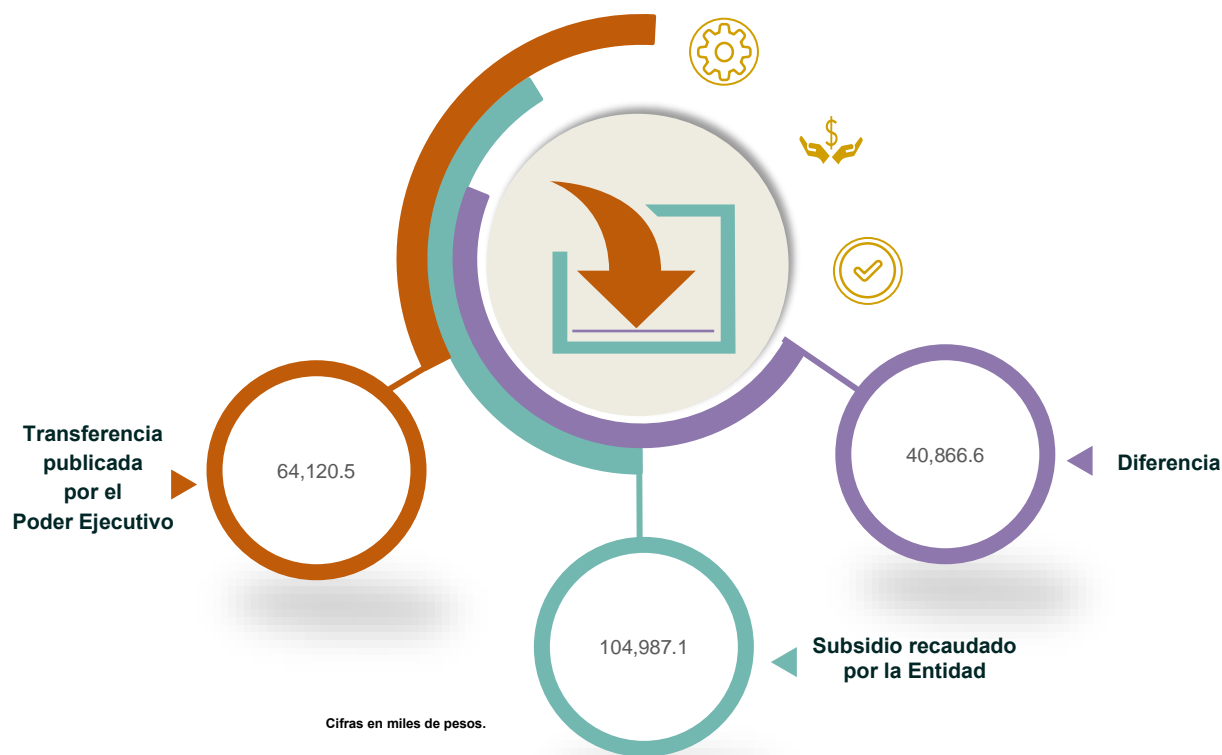 Transferencia
publicada
por el
Poder Ejecutivo
64,120.5
40,866.6
Diferencia
104,987.1
Subsidio recaudado
por la Entidad
Cifras en miles de pesos.
$